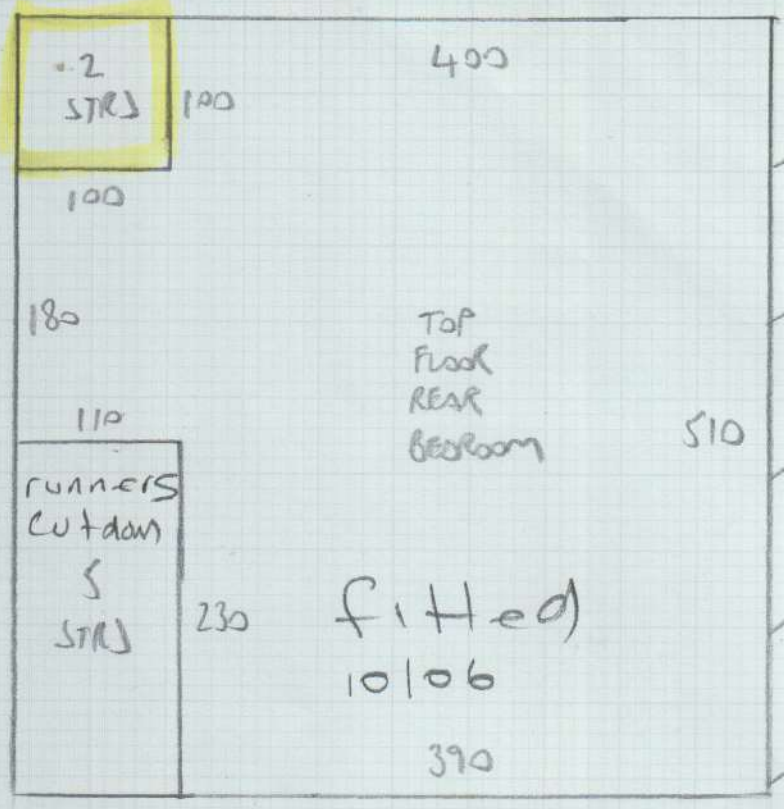 2
STRS
100
400
100
180
TOP
FLOOR
REAR
BEDROOM
510
110
runners
Cutdown
5
STRS
230
fitted
10/06
390